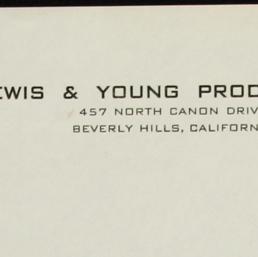 EWIS & YOUNG PROD
457 NORTH CANON DRIV
BEVERLY HILLS, CALIFORN